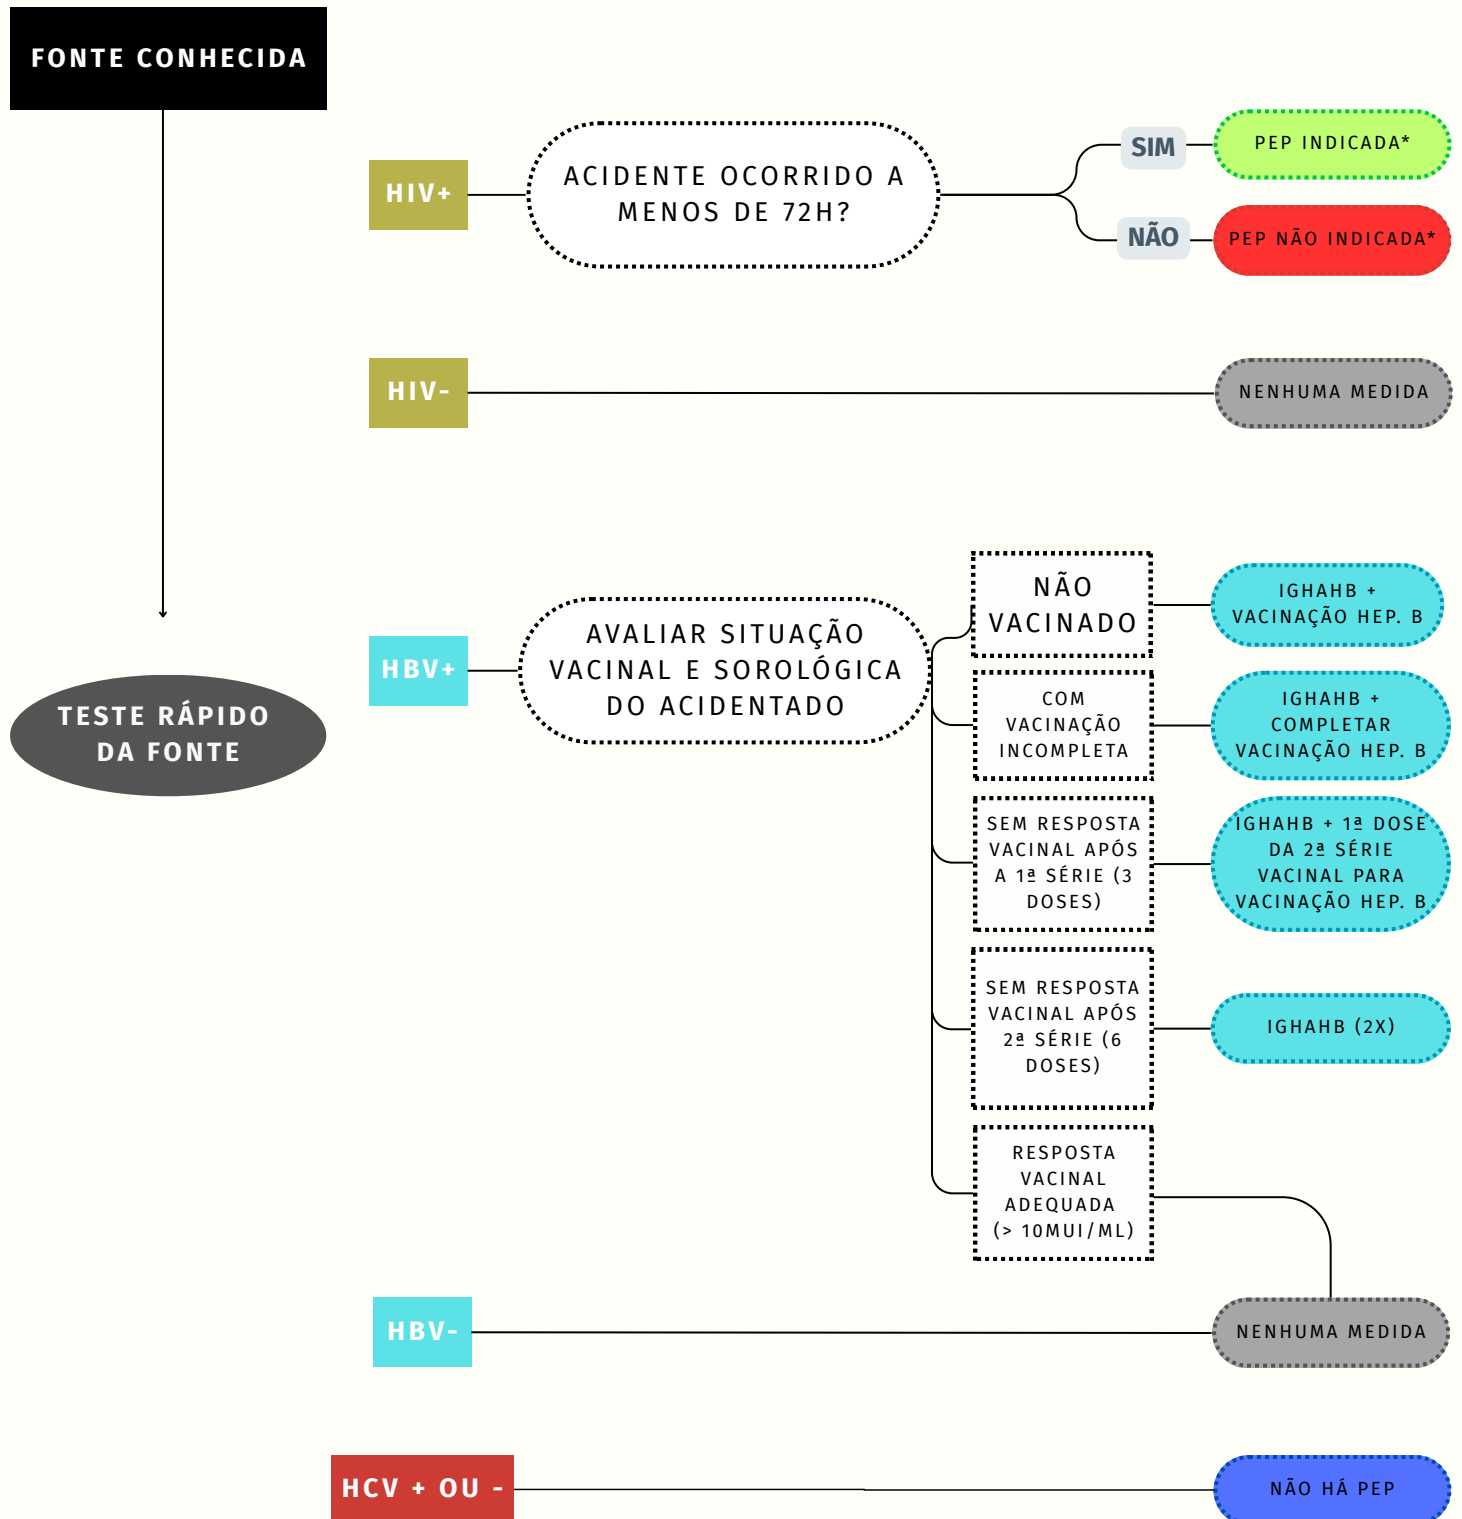 FONTE CONHECIDA
HIV+
ACIDENTE OCORRIDO A
MENOS DE 72H?
SIM
PEP INDICADA*
NÃO
PEP NÃO INDICADA*
HIV-
NENHUMA MEDIDA
TESTE RÁPIDO
DA FONTE
HBV+
AVALIAR SITUAÇÃO
VACINAL E SOROLÓGICA
DO ACIDENTADO
NÃO
VACINADO
IGHAHB +
VACINAÇÃO HEP. B
COM
VACINAÇÃO
INCOMPLETA
IGHAHB +
COMPLETAR
VACINAÇÃO HEP. B
SEM RESPOSTA
VACINAL APÓS
A 1ª SÉRIE (3
DOSES)
IGHAHB + 1ª DOSE
DA 2ª SÉRIE
VACINAL PARA
VACINAÇÃO HEP. B
SEM RESPOSTA
VACINAL APÓS
2ª SÉRIE (6
DOSES)
IGHAHB (2X)
RESPOSTA
VACINAL
ADEQUADA
(> 10MUI/ML)
HBV-
NENHUMA MEDIDA
HCV + OU -
NÃO HÁ PEP